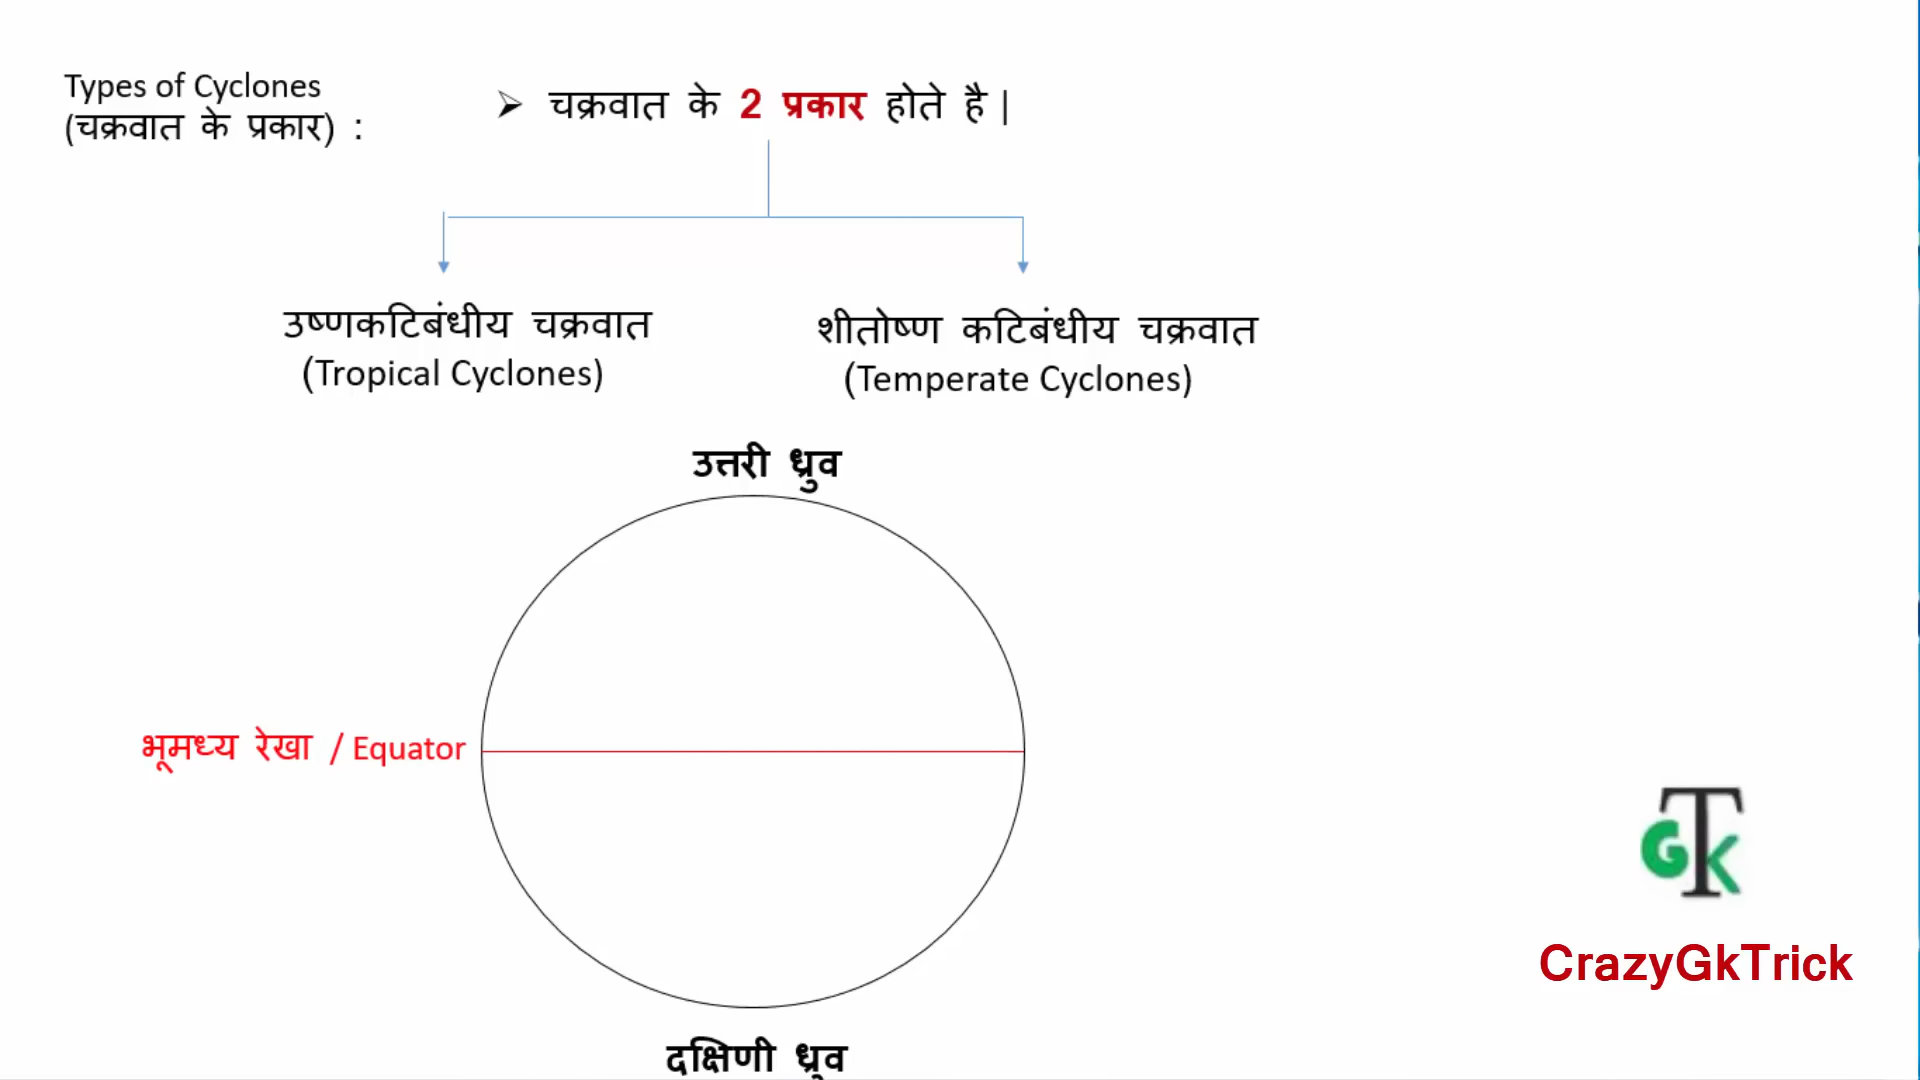 Types of Cyclones
(चक्रवात के प्रकार) :
➢ चक्रवात के 2 प्रकार होते है |
उष्णकटिबंधीय चक्रवात
(Tropical Cyclones)
शीतोष्ण कटिबंधीय चक्रवात
(Temperate Cyclones)
उत्तरी ध्रुव
भूमध्य रेखा / Equator
दक्षिणी ध्रुव
GTK
CrazyGkTrick